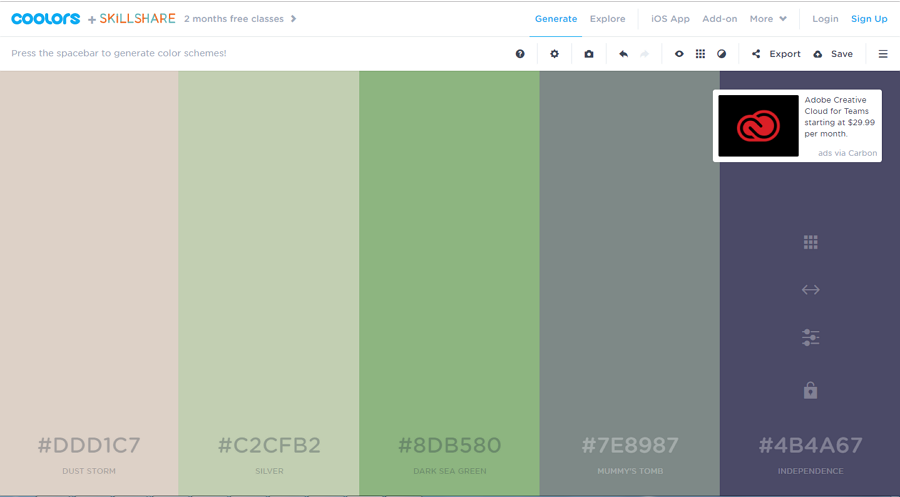 COOLORS + SKILLSHARE 2 months free classes
Generate Explore iOS App Add-on More Login Sign Up
Press the spacebar to generate color schemes!
Export Save
Adobe Creative
Cloud for Teams
starting at $29.99
per month.
ads via Carbon
#DDD1C7 #C2CFB2 #8DB580 #7E8987 #4B4A67
DUST STORM SILVER DARK SEA GREEN MUMMY'S TOMB INDEPENDENCE